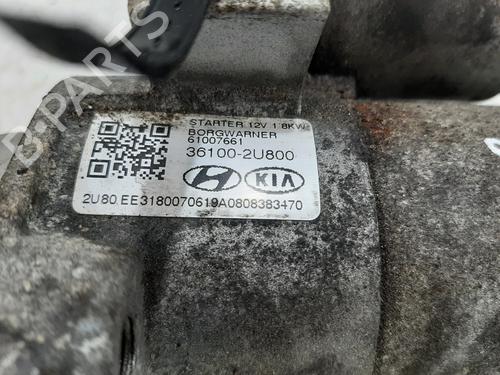 B-PARTS
STARTER 12V 1.8KW
BORGWARNER
61007661
36100-2U800
KIA
2U80 EE3180070619A0808383470